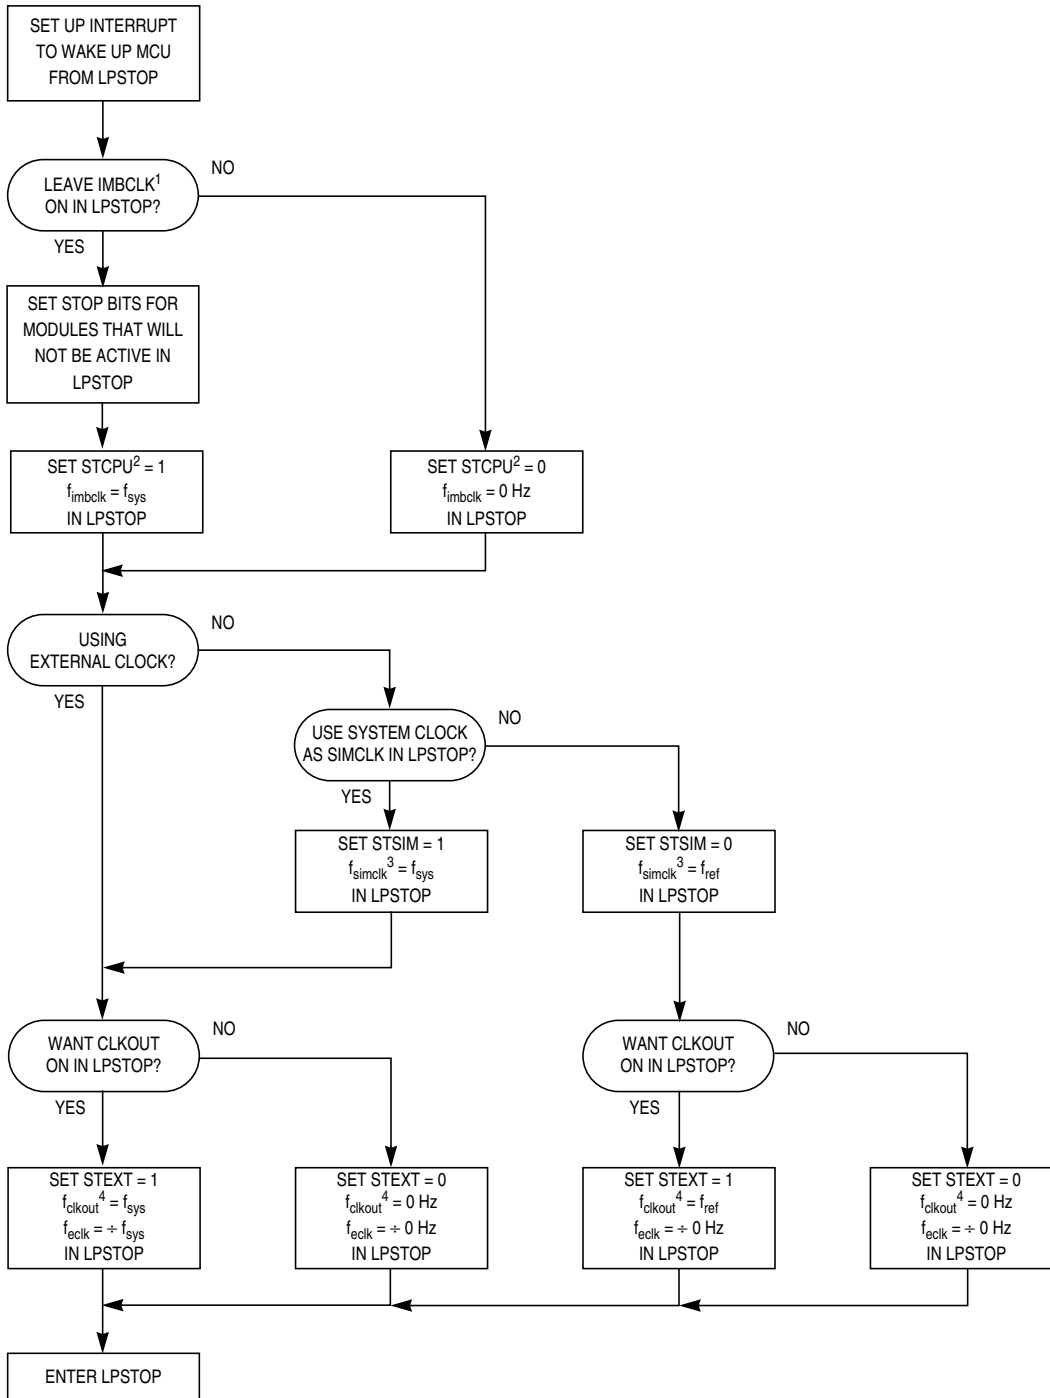 SET UP INTERRUPT
TO WAKE UP MCU
FROM LPSTOP
NO
LEAVE IMBCLK¹
ON IN LPSTOP?
YES
SET STOP BITS FOR
MODULES THAT WILL
NOT BE ACTIVE IN
LPSTOP
SET STCPU² = 1
f_imbclk = f_sys
IN LPSTOP
SET STCPU² = 0
f_imbclk = 0 Hz
IN LPSTOP
NO
USING
EXTERNAL CLOCK?
YES
NO
USE SYSTEM CLOCK
AS SIMCLK IN LPSTOP?
YES
SET STSIM = 1
f_simclk³ = f_sys
IN LPSTOP
SET STSIM = 0
f_simclk³ = f_ref
IN LPSTOP
NO
WANT CLKOUT
ON IN LPSTOP?
YES
NO
WANT CLKOUT
ON IN LPSTOP?
YES
SET STEXT = 1
f_clkout⁴ = f_sys
f_eclk = ÷ f_sys
IN LPSTOP
SET STEXT = 0
f_clkout⁴ = 0 Hz
f_eclk = ÷ 0 Hz
IN LPSTOP
SET STEXT = 1
f_clkout⁴ = f_ref
f_eclk = ÷ 0 Hz
IN LPSTOP
SET STEXT = 0
f_clkout⁴ = 0 Hz
f_eclk = ÷ 0 Hz
IN LPSTOP
ENTER LPSTOP